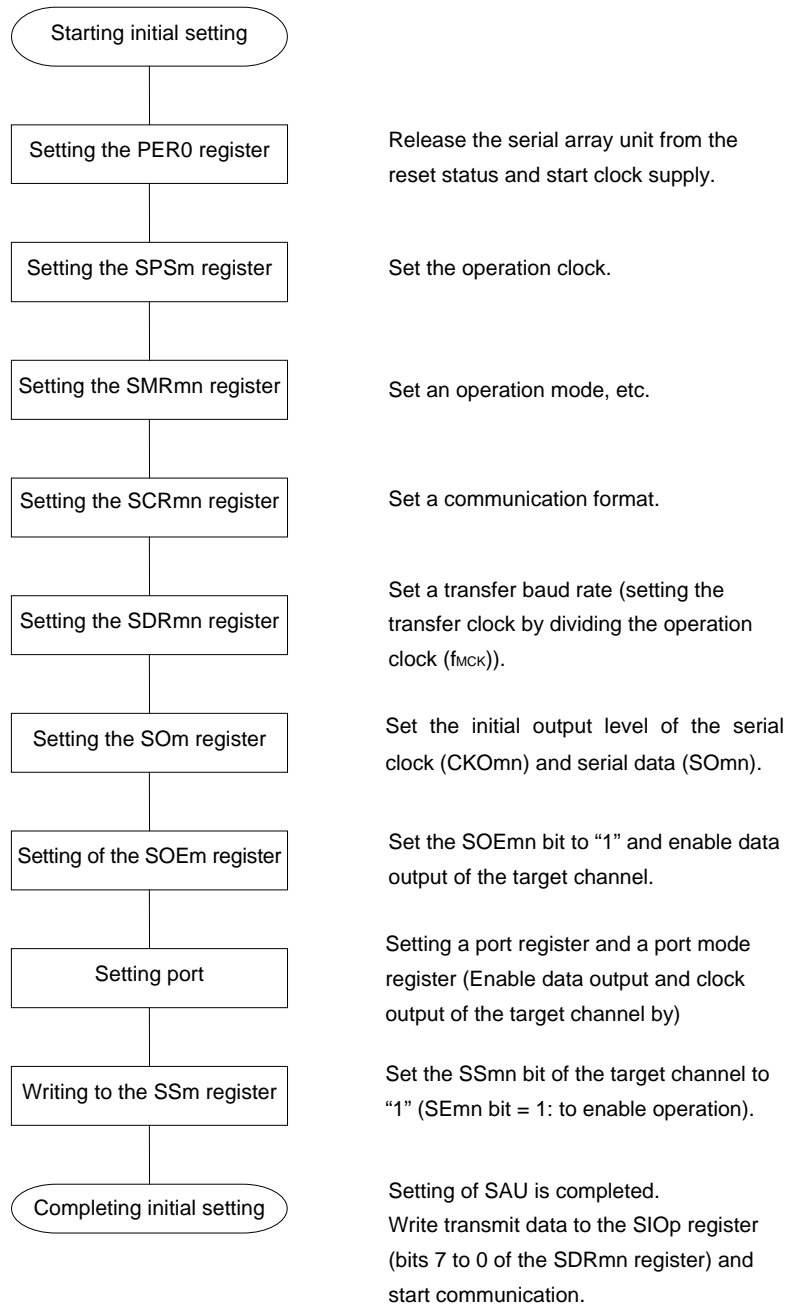 Starting initial setting
Setting the PER0 register
Release the serial array unit from the
reset status and start clock supply.
Setting the SPSm register
Set the operation clock.
Setting the SMRmn register
Set an operation mode, etc.
Setting the SCRmn register
Set a communication format.
Setting the SDRmn register
Set a transfer baud rate (setting the
transfer clock by dividing the operation
clock (fMCK)).
Setting the SOm register
Set the initial output level of the serial
clock (CKOmn) and serial data (SOmn).
Setting of the SOEm register
Set the SOEmn bit to “1” and enable data
output of the target channel.
Setting port
Setting a port register and a port mode
register (Enable data output and clock
output of the target channel by)
Writing to the SSm register
Set the SSmn bit of the target channel to
“1” (SEmn bit = 1: to enable operation).
Completing initial setting
Setting of SAU is completed.
Write transmit data to the SIOp register
(bits 7 to 0 of the SDRmn register) and
start communication.